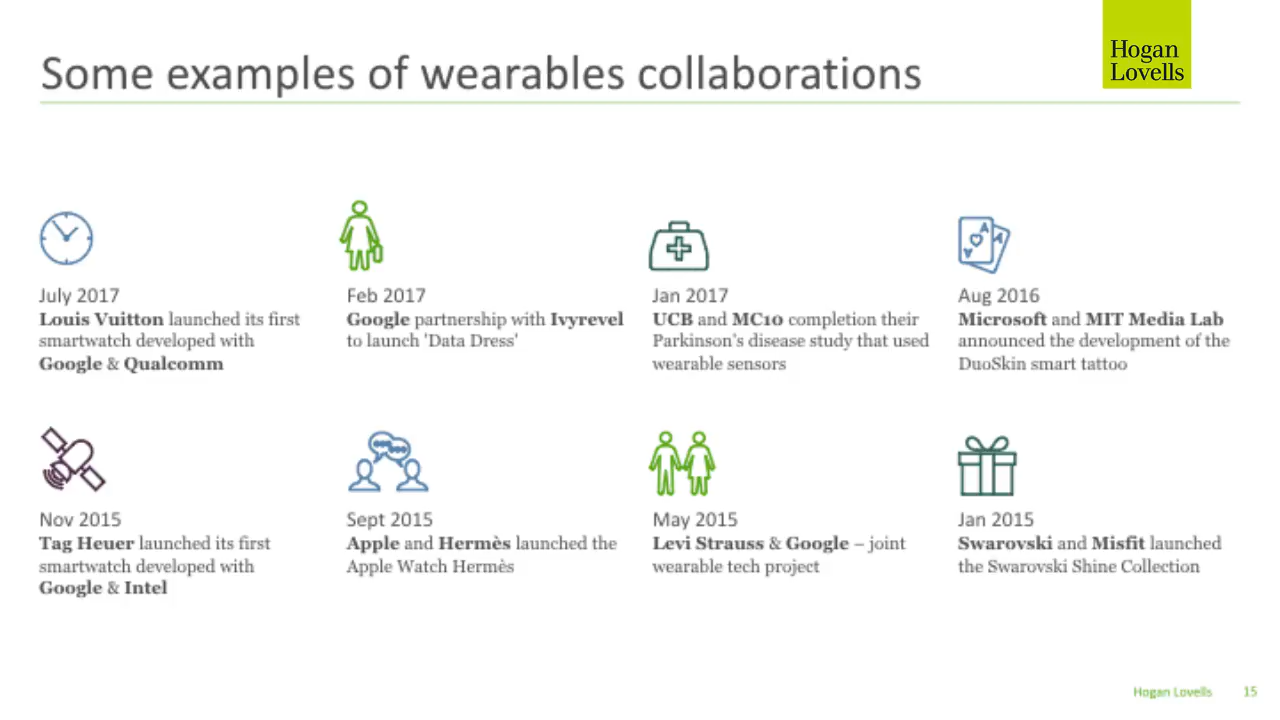 Some examples of wearables collaborations
Hogan
Lovells
July 2017
Louis Vuitton launched its first
smartwatch developed with
Google & Qualcomm
Feb 2017
Google partnership with Ivyrevel
to launch 'Data Dress'
Jan 2017
UCB and MC10 completion their
Parkinson's disease study that used
wearable sensors
A
A
A
Aug 2016
Microsoft and MIT Media Lab
announced the development of the
DuoSkin smart tattoo
Nov 2015
Tag Heuer launched its first
smartwatch developed with
Google & Intel
Sept 2015
Apple and Hermès launched the
Apple Watch Hermès
May 2015
Levi Strauss & Google – joint
wearable tech project
Jan 2015
Swarovski and Misfit launched
the Swarovski Shine Collection
Hogan Lovells 15